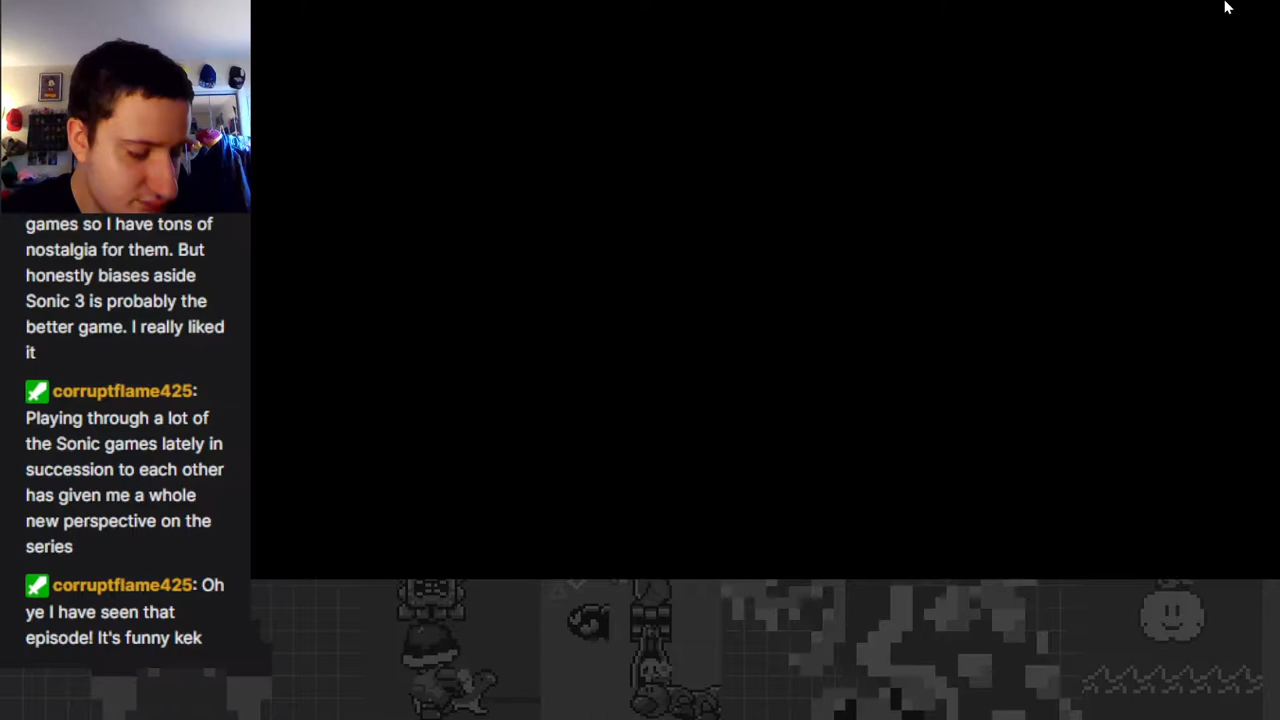 games so I have tons of
nostalgia for them. But
honestly biases aside
Sonic 3 is probably the
better game. I really liked
it
corruptflame425:
Playing through a lot of
the Sonic games lately in
succession to each other
has given me a whole
new perspective on the
series
corruptflame425: Oh
ye I have seen that
episode! It's funny kek